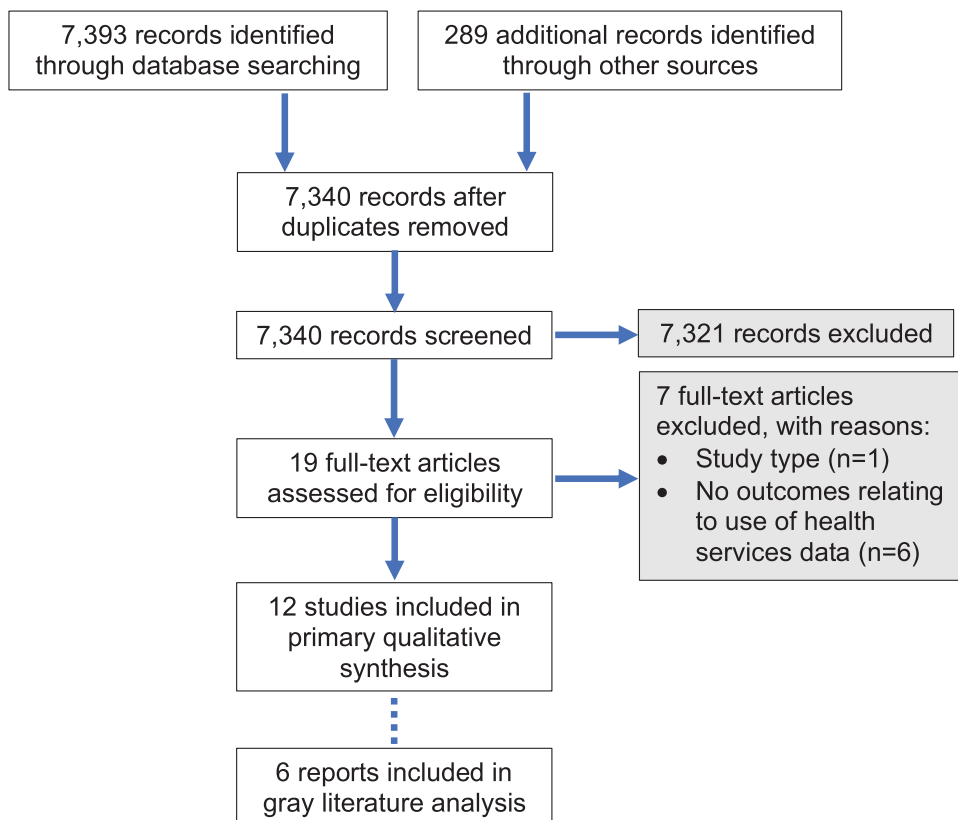 7,393 records identified
through database searching
289 additional records identified
through other sources
7,340 records after
duplicates removed
7,340 records screened
7,321 records excluded
19 full-text articles
assessed for eligibility
7 full-text articles
excluded, with reasons:
• Study type (n=1)
• No outcomes relating
to use of health
services data (n=6)
12 studies included in
primary qualitative
synthesis
6 reports included in
gray literature analysis